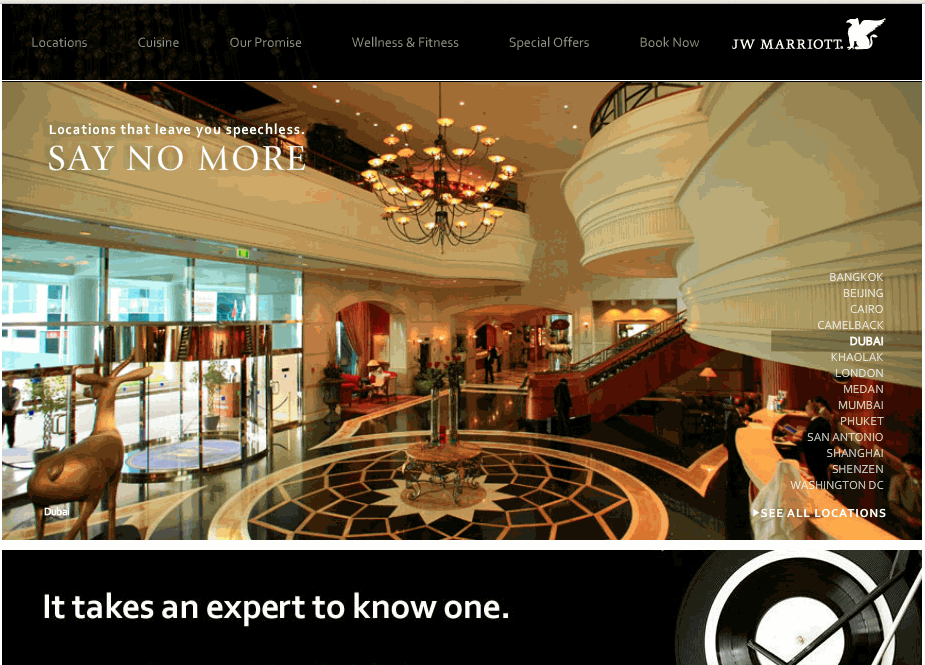 Locations Cuisine Our Promise Wellness & Fitness Special Offers Book Now JW MARRIOTT.
Locations that leave you speechless.
SAY NO MORE
BANGKOK
BEIJING
CAIRO
CAMELBACK
DUBAI
KHAOLAK
LONDON
MEDAN
MUMBAI
PHUKET
SAN ANTONIO
SHANGHAI
SHENZEN
WASHINGTON DC
Dubai
SEE ALL LOCATIONS
It takes an expert to know one.